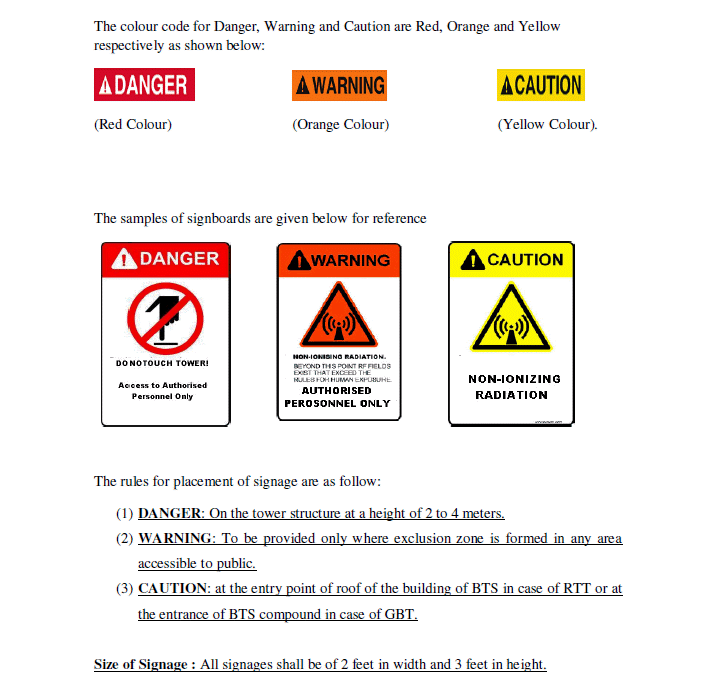 The colour code for Danger, Warning and Caution are Red, Orange and Yellow
respectively as shown below:
DANGER
WARNING
CAUTION
(Red Colour)
(Orange Colour)
(Yellow Colour).
The samples of signboards are given below for reference
DANGER
DO NOTOUCH TOWER!
Access to Authorised
Personnel Only
WARNING
NON-IONISING RADIATION.
BEYOND THIS POINT RF FIELDS
EXIST THAT EXCEED THE
RULES FOR HUMAN EXPOSURE.
AUTHORISED
PEROSONNEL ONLY
CAUTION
NON-IONIZING
RADIATION
The rules for placement of signage are as follow:
(1) DANGER: On the tower structure at a height of 2 to 4 meters.
(2) WARNING: To be provided only where exclusion zone is formed in any area
accessible to public.
(3) CAUTION: at the entry point of roof of the building of BTS in case of RTT or at
the entrance of BTS compound in case of GBT.
Size of Signage : All signages shall be of 2 feet in width and 3 feet in height.